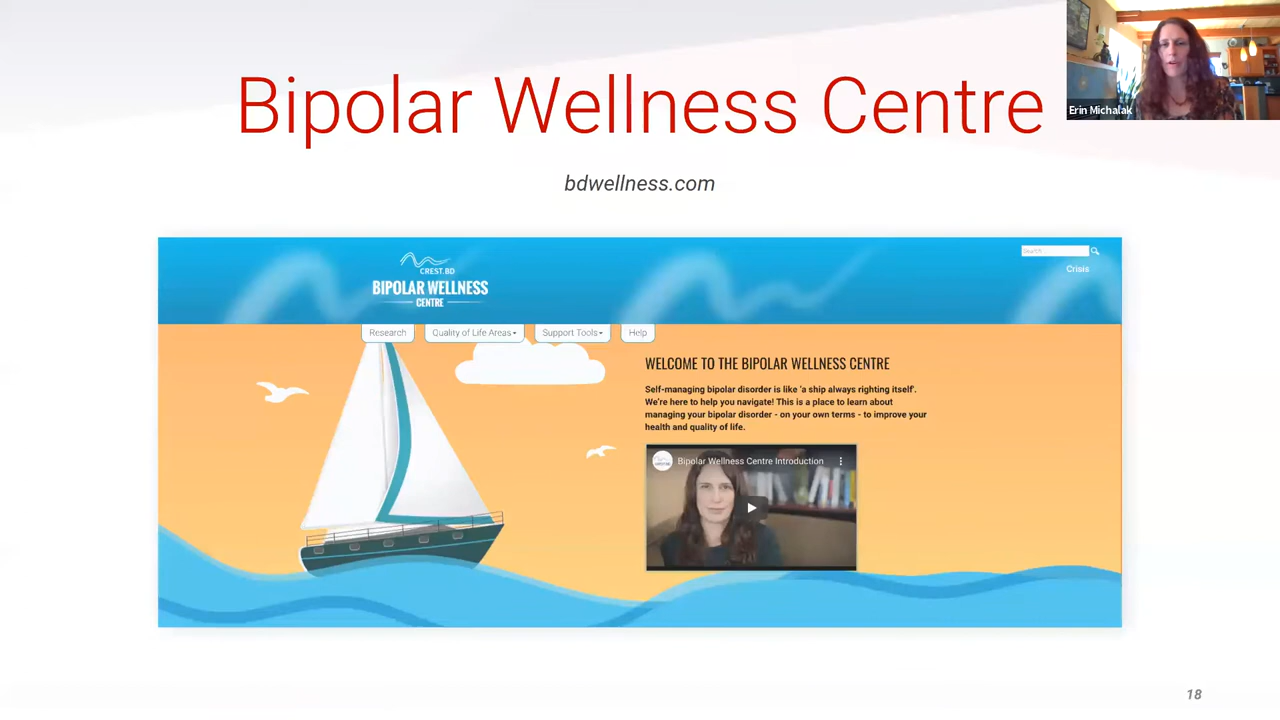 Bipolar Wellness Centre
Erin Michalak
bdwellness.com
CREST.BD
BIPOLAR WELLNESS
CENTRE
Search
Crisis
Research
Quality of Life Areas
Support Tools
Help
WELCOME TO THE BIPOLAR WELLNESS CENTRE
Self-managing bipolar disorder is like 'a ship always righting itself'.
We're here to help you navigate! This is a place to learn about
managing your bipolar disorder - on your own terms - to improve your
health and quality of life.
Bipolar Wellness Centre Introduction
18